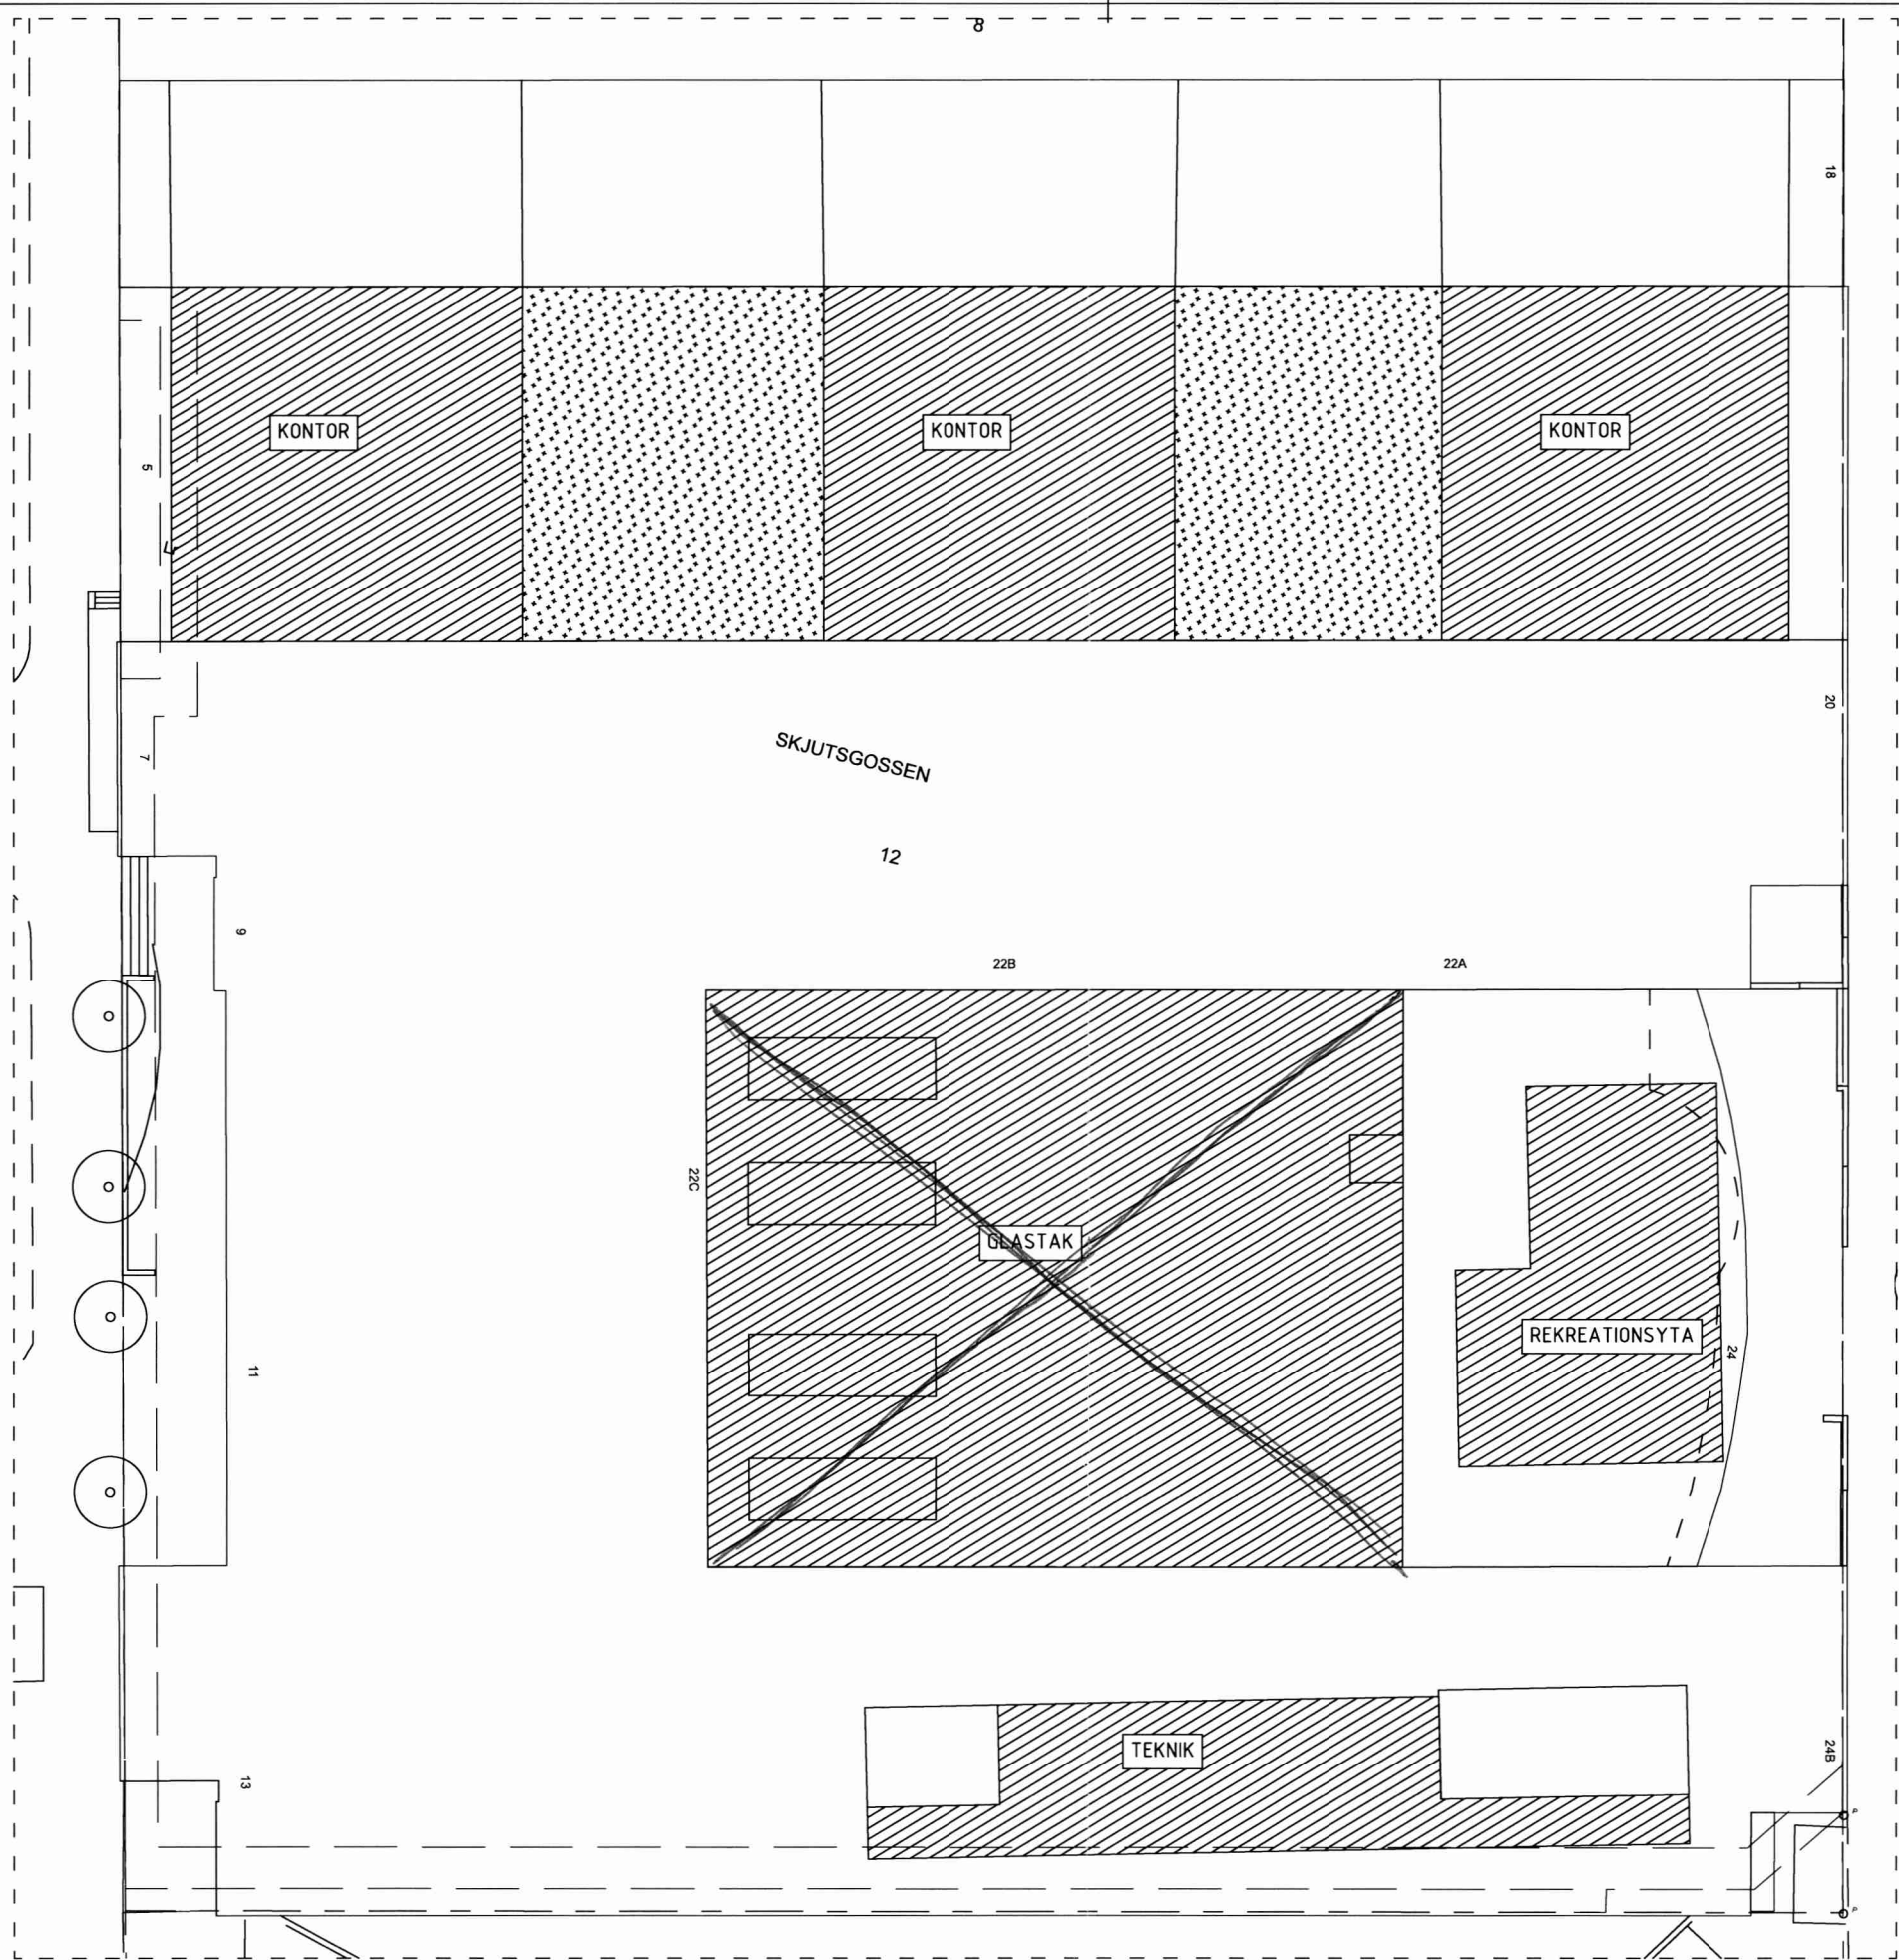 8
18
KONTOR
KONTOR
KONTOR
5
20
SKJUTSGOSSEN
7
12
9
22B
22A
22C
GLASTAK
REKREATIONSYTA
24
11
TEKNIK
24B
13
P
P